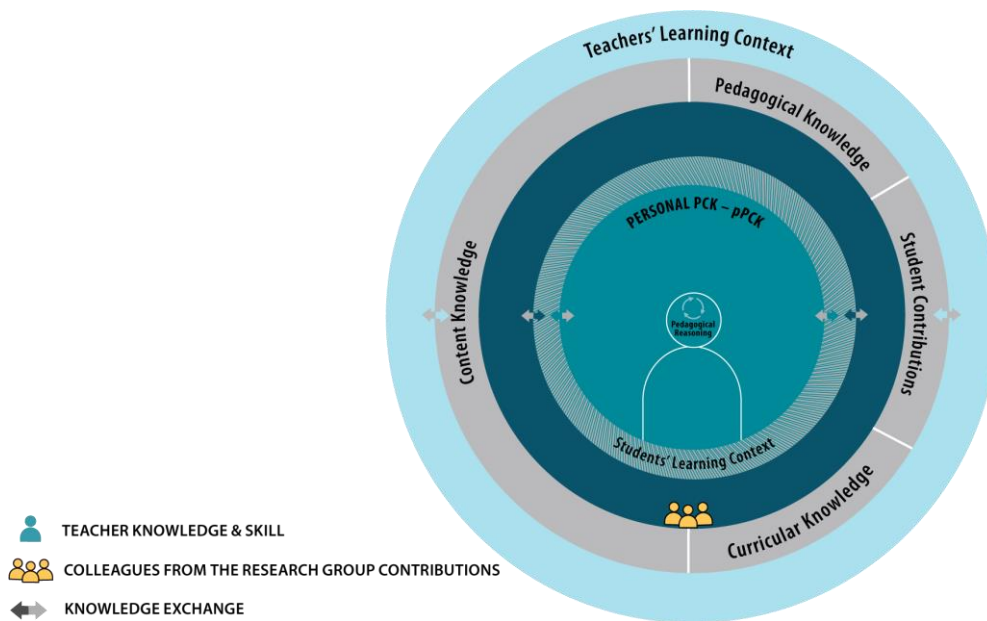 Teachers' Learning Context
Pedagogical Knowledge
PERSONAL PCK – pPCK
Content Knowledge
Student Contributions
Pedagogical
Reasoning
Students' Learning Context
Curricular Knowledge
TEACHER KNOWLEDGE & SKILL
COLLEAGUES FROM THE RESEARCH GROUP CONTRIBUTIONS
KNOWLEDGE EXCHANGE